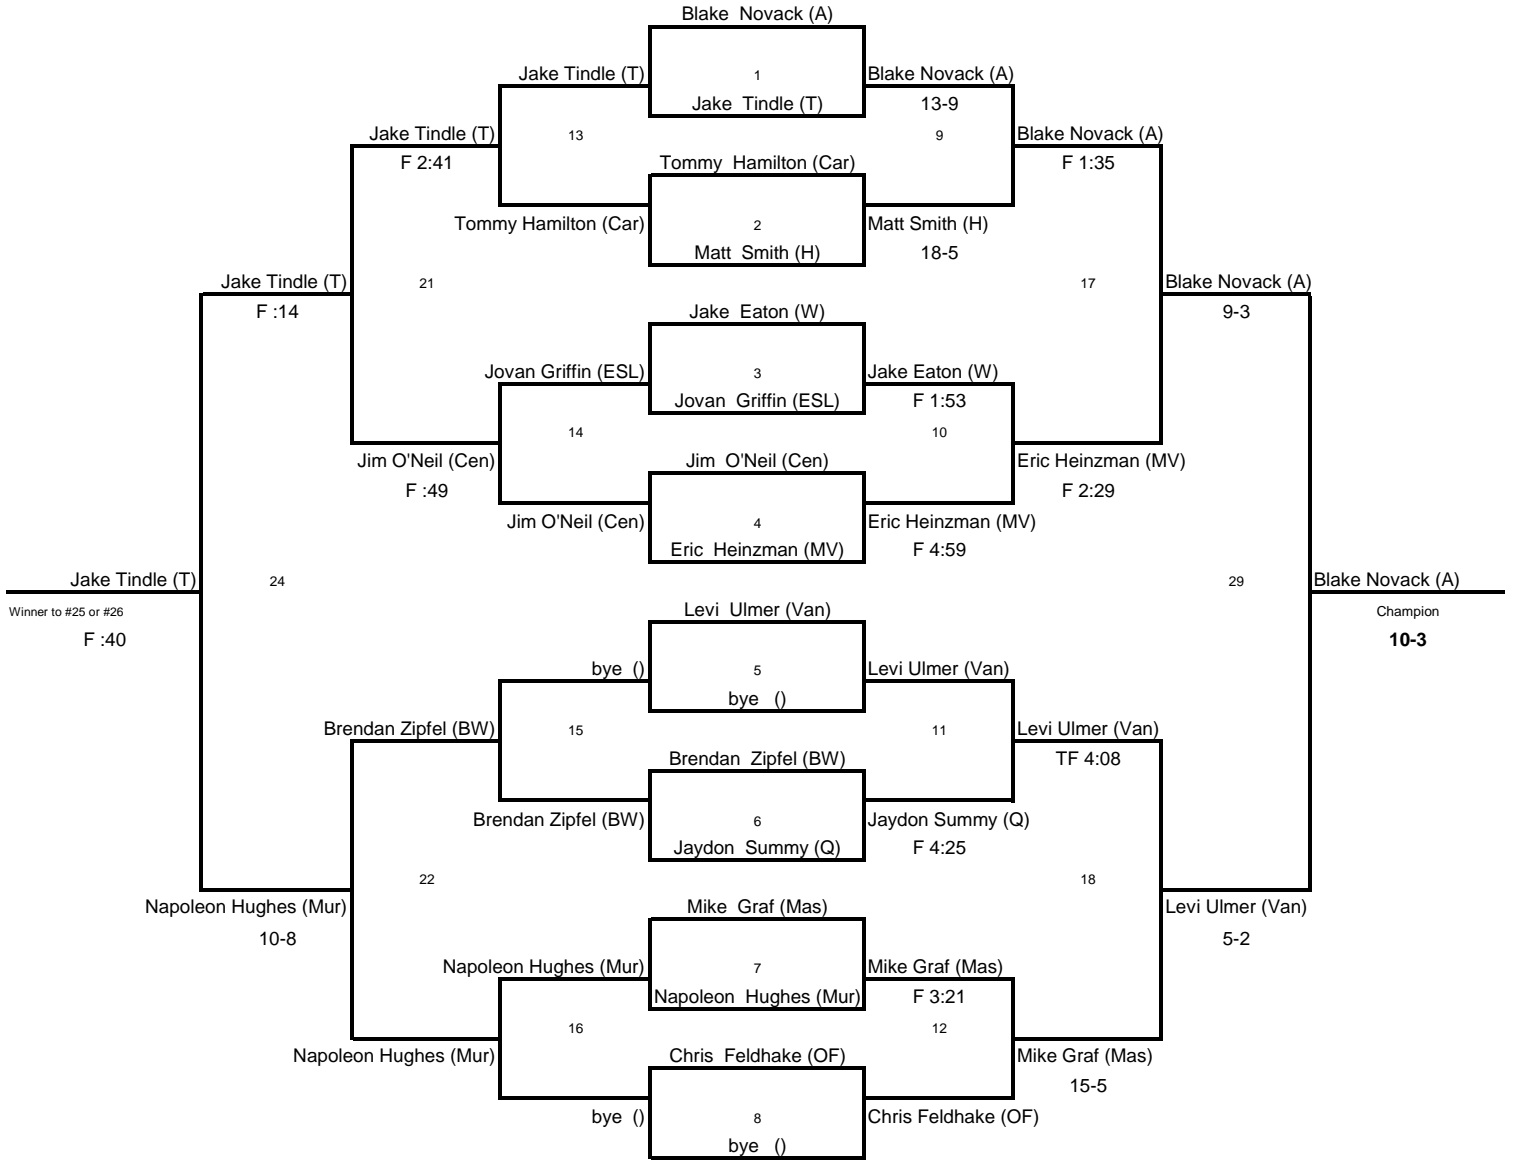 Blake Novack (A)
Jake Tindle (T)
1
Blake Novack (A)
Jake Tindle (T)
13-9
Jake Tindle (T)
13
9
Blake Novack (A)
F 2:41
Tommy Hamilton (Car)
F 1:35
Tommy Hamilton (Car)
2
Matt Smith (H)
Matt Smith (H)
18-5
Jake Tindle (T)
21
17
Blake Novack (A)
F :14
Jake Eaton (W)
9-3
Jovan Griffin (ESL)
3
Jake Eaton (W)
Jovan Griffin (ESL)
F 1:53
14
10
Jim O'Neil (Cen)
Jim O'Neil (Cen)
Eric Heinzman (MV)
F :49
F 2:29
Jim O'Neil (Cen)
4
Eric Heinzman (MV)
Eric Heinzman (MV)
F 4:59
Jake Tindle (T)
24
29
Blake Novack (A)
Winner to #25 or #26
Levi Ulmer (Van)
Champion
F :40
10-3
bye ()
5
Levi Ulmer (Van)
bye ()
Brendan Zipfel (BW)
15
11
Levi Ulmer (Van)
Brendan Zipfel (BW)
TF 4:08
Brendan Zipfel (BW)
6
Jaydon Summy (Q)
Jaydon Summy (Q)
F 4:25
22
18
Napoleon Hughes (Mur)
Mike Graf (Mas)
Levi Ulmer (Van)
10-8
5-2
Napoleon Hughes (Mur)
7
Mike Graf (Mas)
Napoleon Hughes (Mur)
F 3:21
16
12
Napoleon Hughes (Mur)
Chris Feldhake (OF)
Mike Graf (Mas)
15-5
bye ()
8
Chris Feldhake (OF)
bye ()